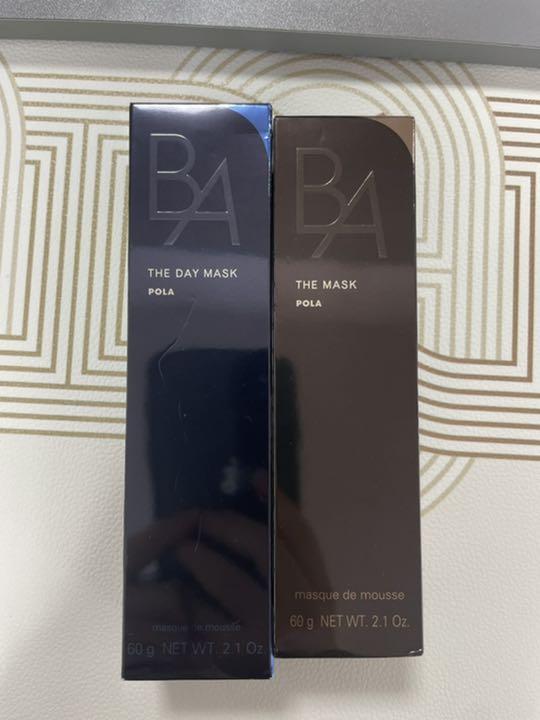 BA
THE DAY MASK
POLA
masque de mousse
60 g NET WT. 2.1 Oz.
BA
THE MASK
POLA
masque de mousse
60 g NET WT. 2.1 Oz.